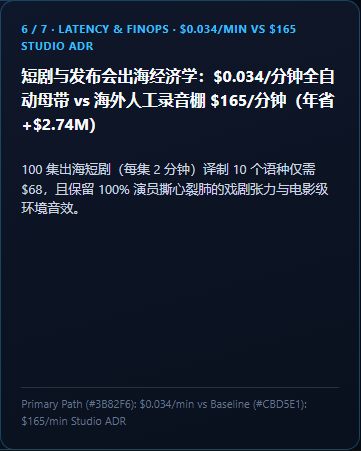 6 / 7 · LATENCY & FINOPS · $0.034/MIN VS $165
STUDIO ADR
短剧与发布会出海经济学：$0.034/分钟全自
动母带 vs 海外人工录音棚 $165/分钟（年省
+$2.74M）
100 集出海短剧（每集 2 分钟）译制 10 个语种仅需
$68，且保留 100% 演员撕心裂肺的戏剧张力与电影级
环境音效。
Primary Path (#3B82F6): $0.034/min vs Baseline (#CBD5E1):
$165/min Studio ADR